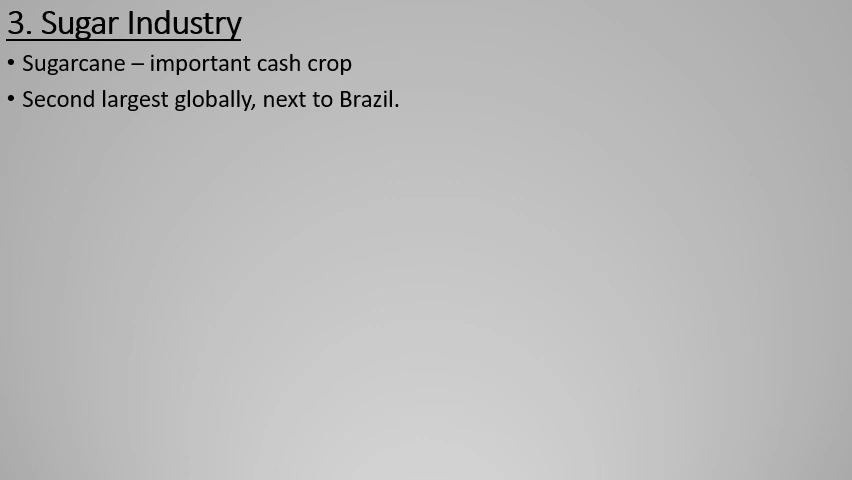 3. Sugar Industry
• Sugarcane – important cash crop
• Second largest globally, next to Brazil.